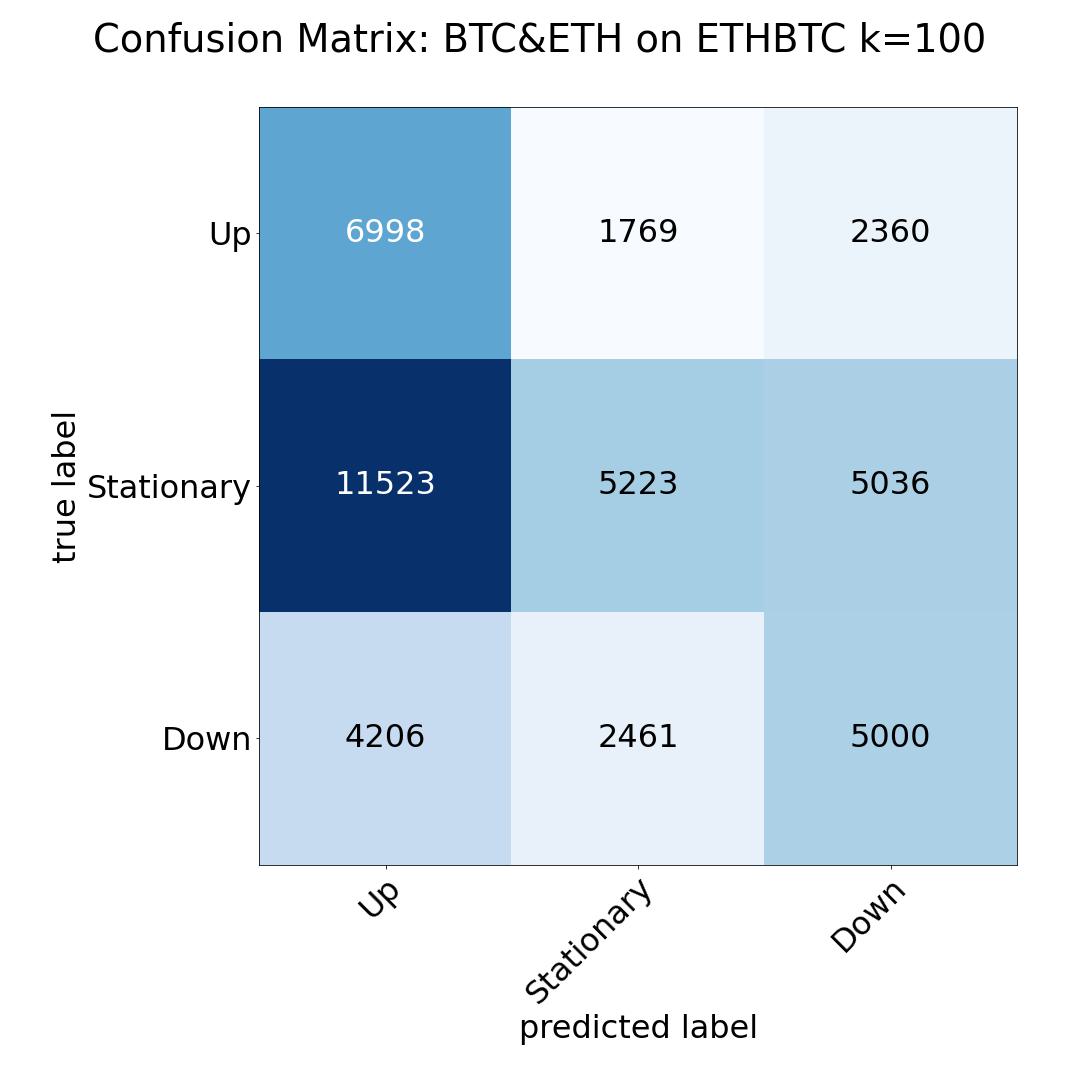 Confusion Matrix: BTC&ETH on ETHBTC k=100
true label
Up
6998 1769 2360
Stationary
11523 5223 5036
Down
4206 2461 5000
Up Stationary Down
predicted label